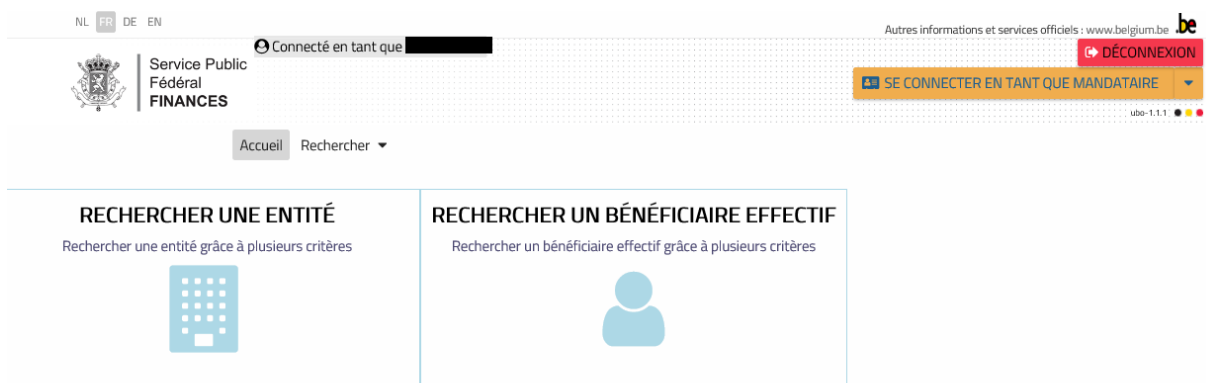 NL FR DE EN
Autres informations et services officiels : www.belgium.be .be
Connecté en tant que
DÉCONNEXION
Service Public
Fédéral
FINANCES
SE CONNECTER EN TANT QUE MANDATAIRE
ubo-1.1.1
Accueil Rechercher
RECHERCHER UNE ENTITÉ
Rechercher une entité grâce à plusieurs critères
RECHERCHER UN BÉNÉFICIAIRE EFFECTIF
Rechercher un bénéficiaire effectif grâce à plusieurs critères